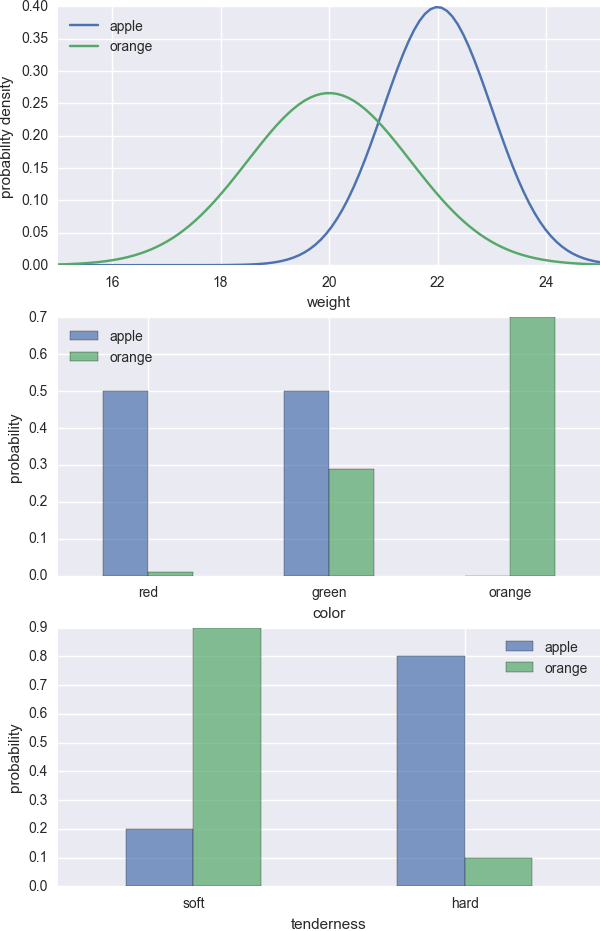 0.40
0.35
0.30
0.25
0.20
0.15
0.10
0.05
0.00
probability density
apple
orange
16 18 20 22 24
weight
0.7
0.6
0.5
0.4
0.3
0.2
0.1
0.0
probability
apple
orange
red green orange
color
0.9
0.8
0.7
0.6
0.5
0.4
0.3
0.2
0.1
0.0
probability
apple
orange
soft hard
tenderness